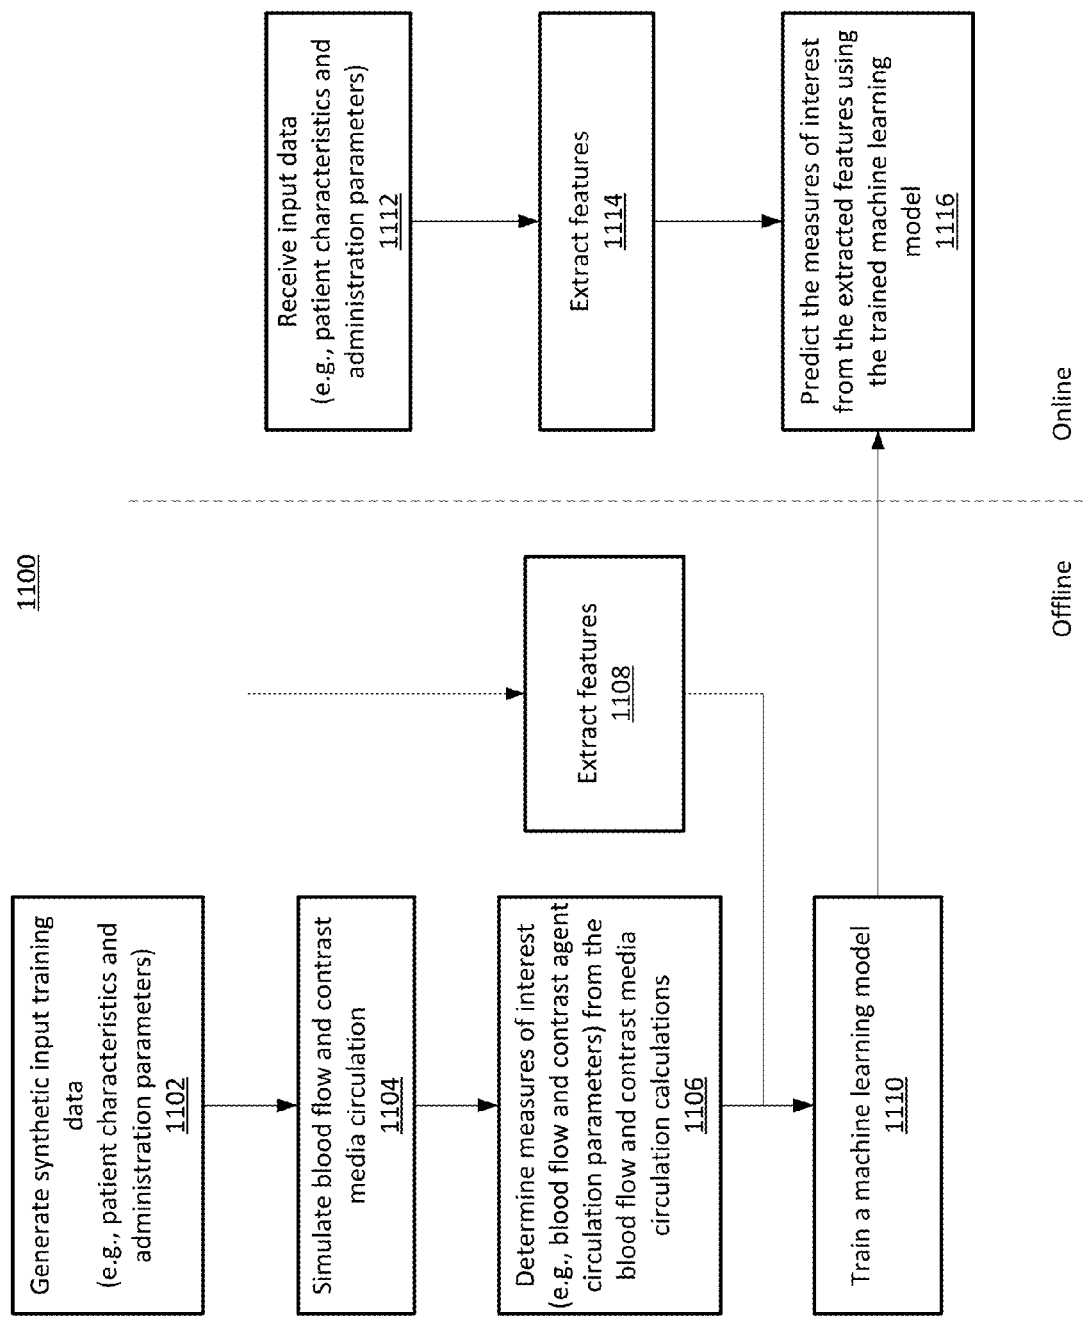 1100
Generate synthetic input training
data
(e.g., patient characteristics and
administration parameters)
1102
Simulate blood flow and contrast
media circulation
1104
Determine measures of interest
(e.g., blood flow and contrast agent
circulation parameters) from the
blood flow and contrast media
circulation calculations
1106
Extract features
1108
Train a machine learning model
1110
Offline
Receive input data
(e.g., patient characteristics and
administration parameters)
1112
Extract features
1114
Predict the measures of interest
from the extracted features using
the trained machine learning
model
1116
Online